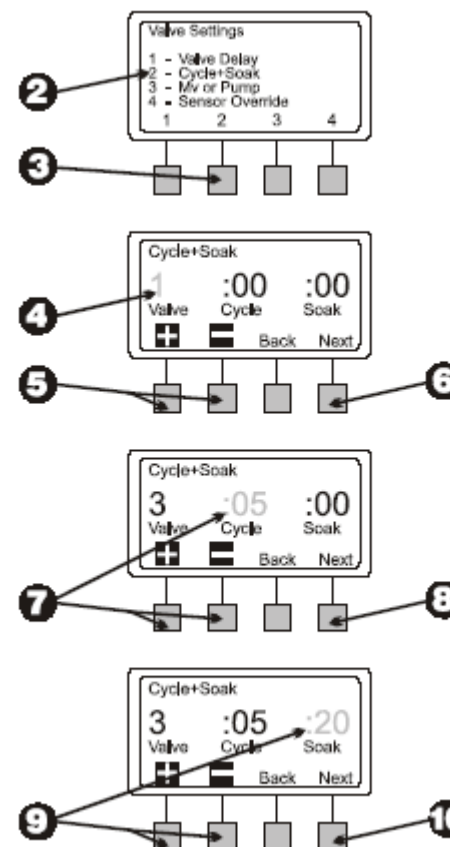 Valve Settings
1 - Valve Delay
2 - Cycle+Soak
3 - Mv or Pump
4 - Sensor Override
1 2 3 4
2
3
Cycle+Soak
1 :00 :00
Valve Cycle Soak
+ - Back Next
4
5
6
Cycle+Soak
3 :05 :00
Valve Cycle Soak
+ - Back Next
7
8
Cycle+Soak
3 :05 :20
Valve Cycle Soak
+ - Back Next
9
10